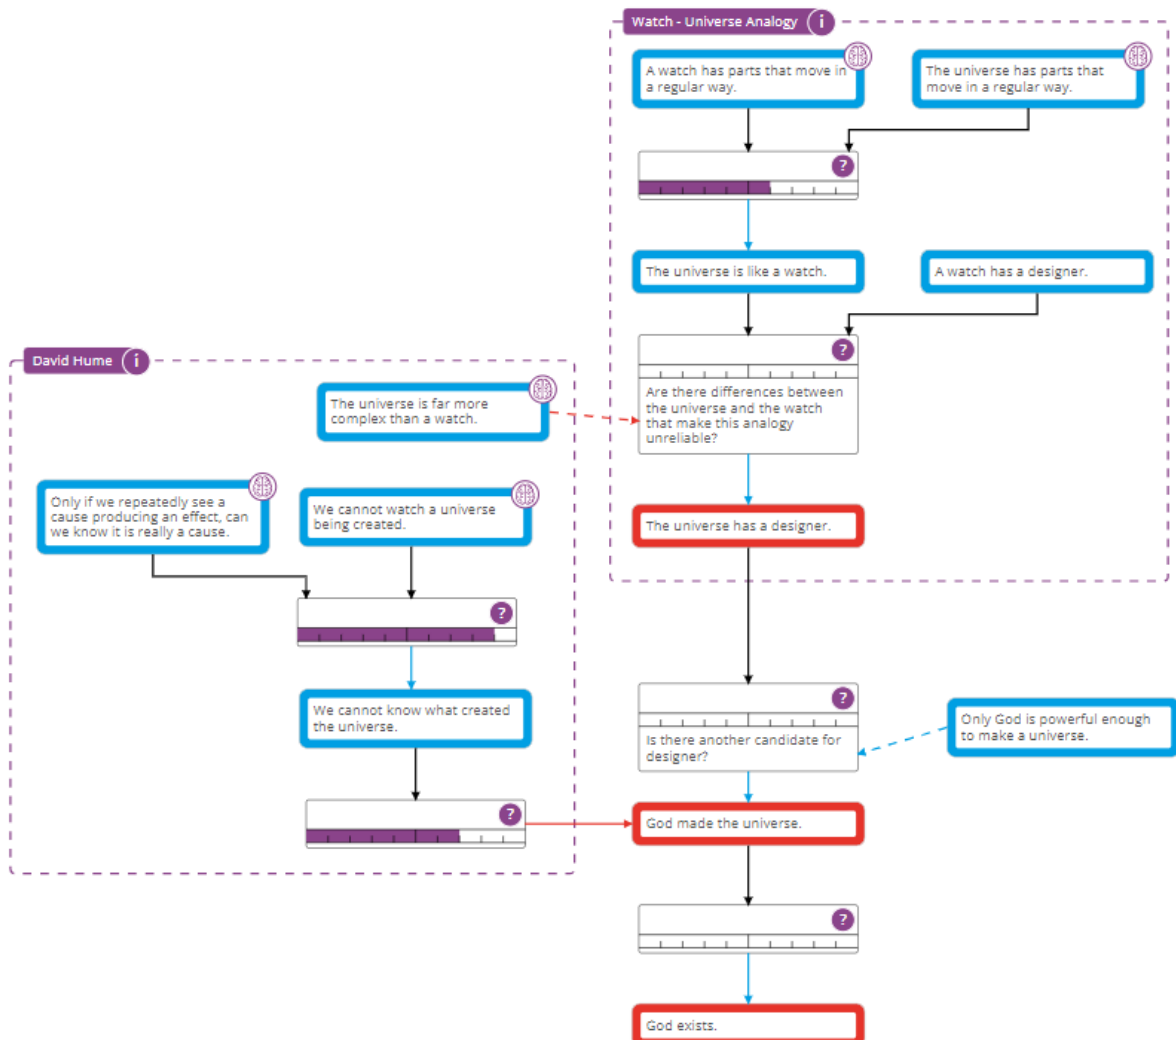 Watch - Universe Analogy i
A watch has parts that move in
a regular way.
The universe has parts that
move in a regular way.
?
The universe is like a watch.
A watch has a designer.
?
Are there differences between
the universe and the watch
that make this analogy
unreliable?
The universe has a designer.
David Hume i
The universe is far more
complex than a watch.
Only if we repeatedly see a
cause producing an effect, can
we know it is really a cause.
We cannot watch a universe
being created.
?
We cannot know what created
the universe.
?
?
Is there another candidate for
designer?
Only God is powerful enough
to make a universe.
God made the universe.
?
God exists.